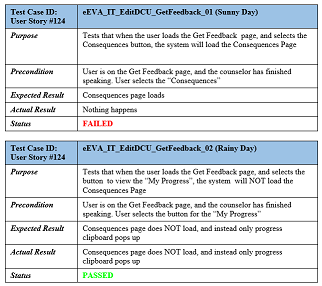 Test Case ID: eEVA_IT_EditDCU_GetFeedback_01 (Sunny Day)
User Story #124
Purpose Tests that when the user loads the Get Feedback page, and selects the
Consequences button, the system will load the Consequences Page
Precondition User is on the Get Feedback page, and the counselor has finished
speaking. User selects the “Consequences”
Expected Result Consequences page loads
Actual Result Nothing happens
Status FAILED
Test Case ID: eEVA_IT_EditDCU_GetFeedback_02 (Rainy Day)
User Story #124
Purpose Tests that when the user loads the Get Feedback page, and selects the
button to view the “My Progress”, the system will NOT load the
Consequences Page
Precondition User is on the Get Feedback page, and the counselor has finished
speaking. User selects the button for the “My Progress”
Expected Result Consequences page does NOT load, and instead only progress
clipboard pops up
Actual Result Consequences page does NOT load, and instead only progress
clipboard pops up
Status PASSED